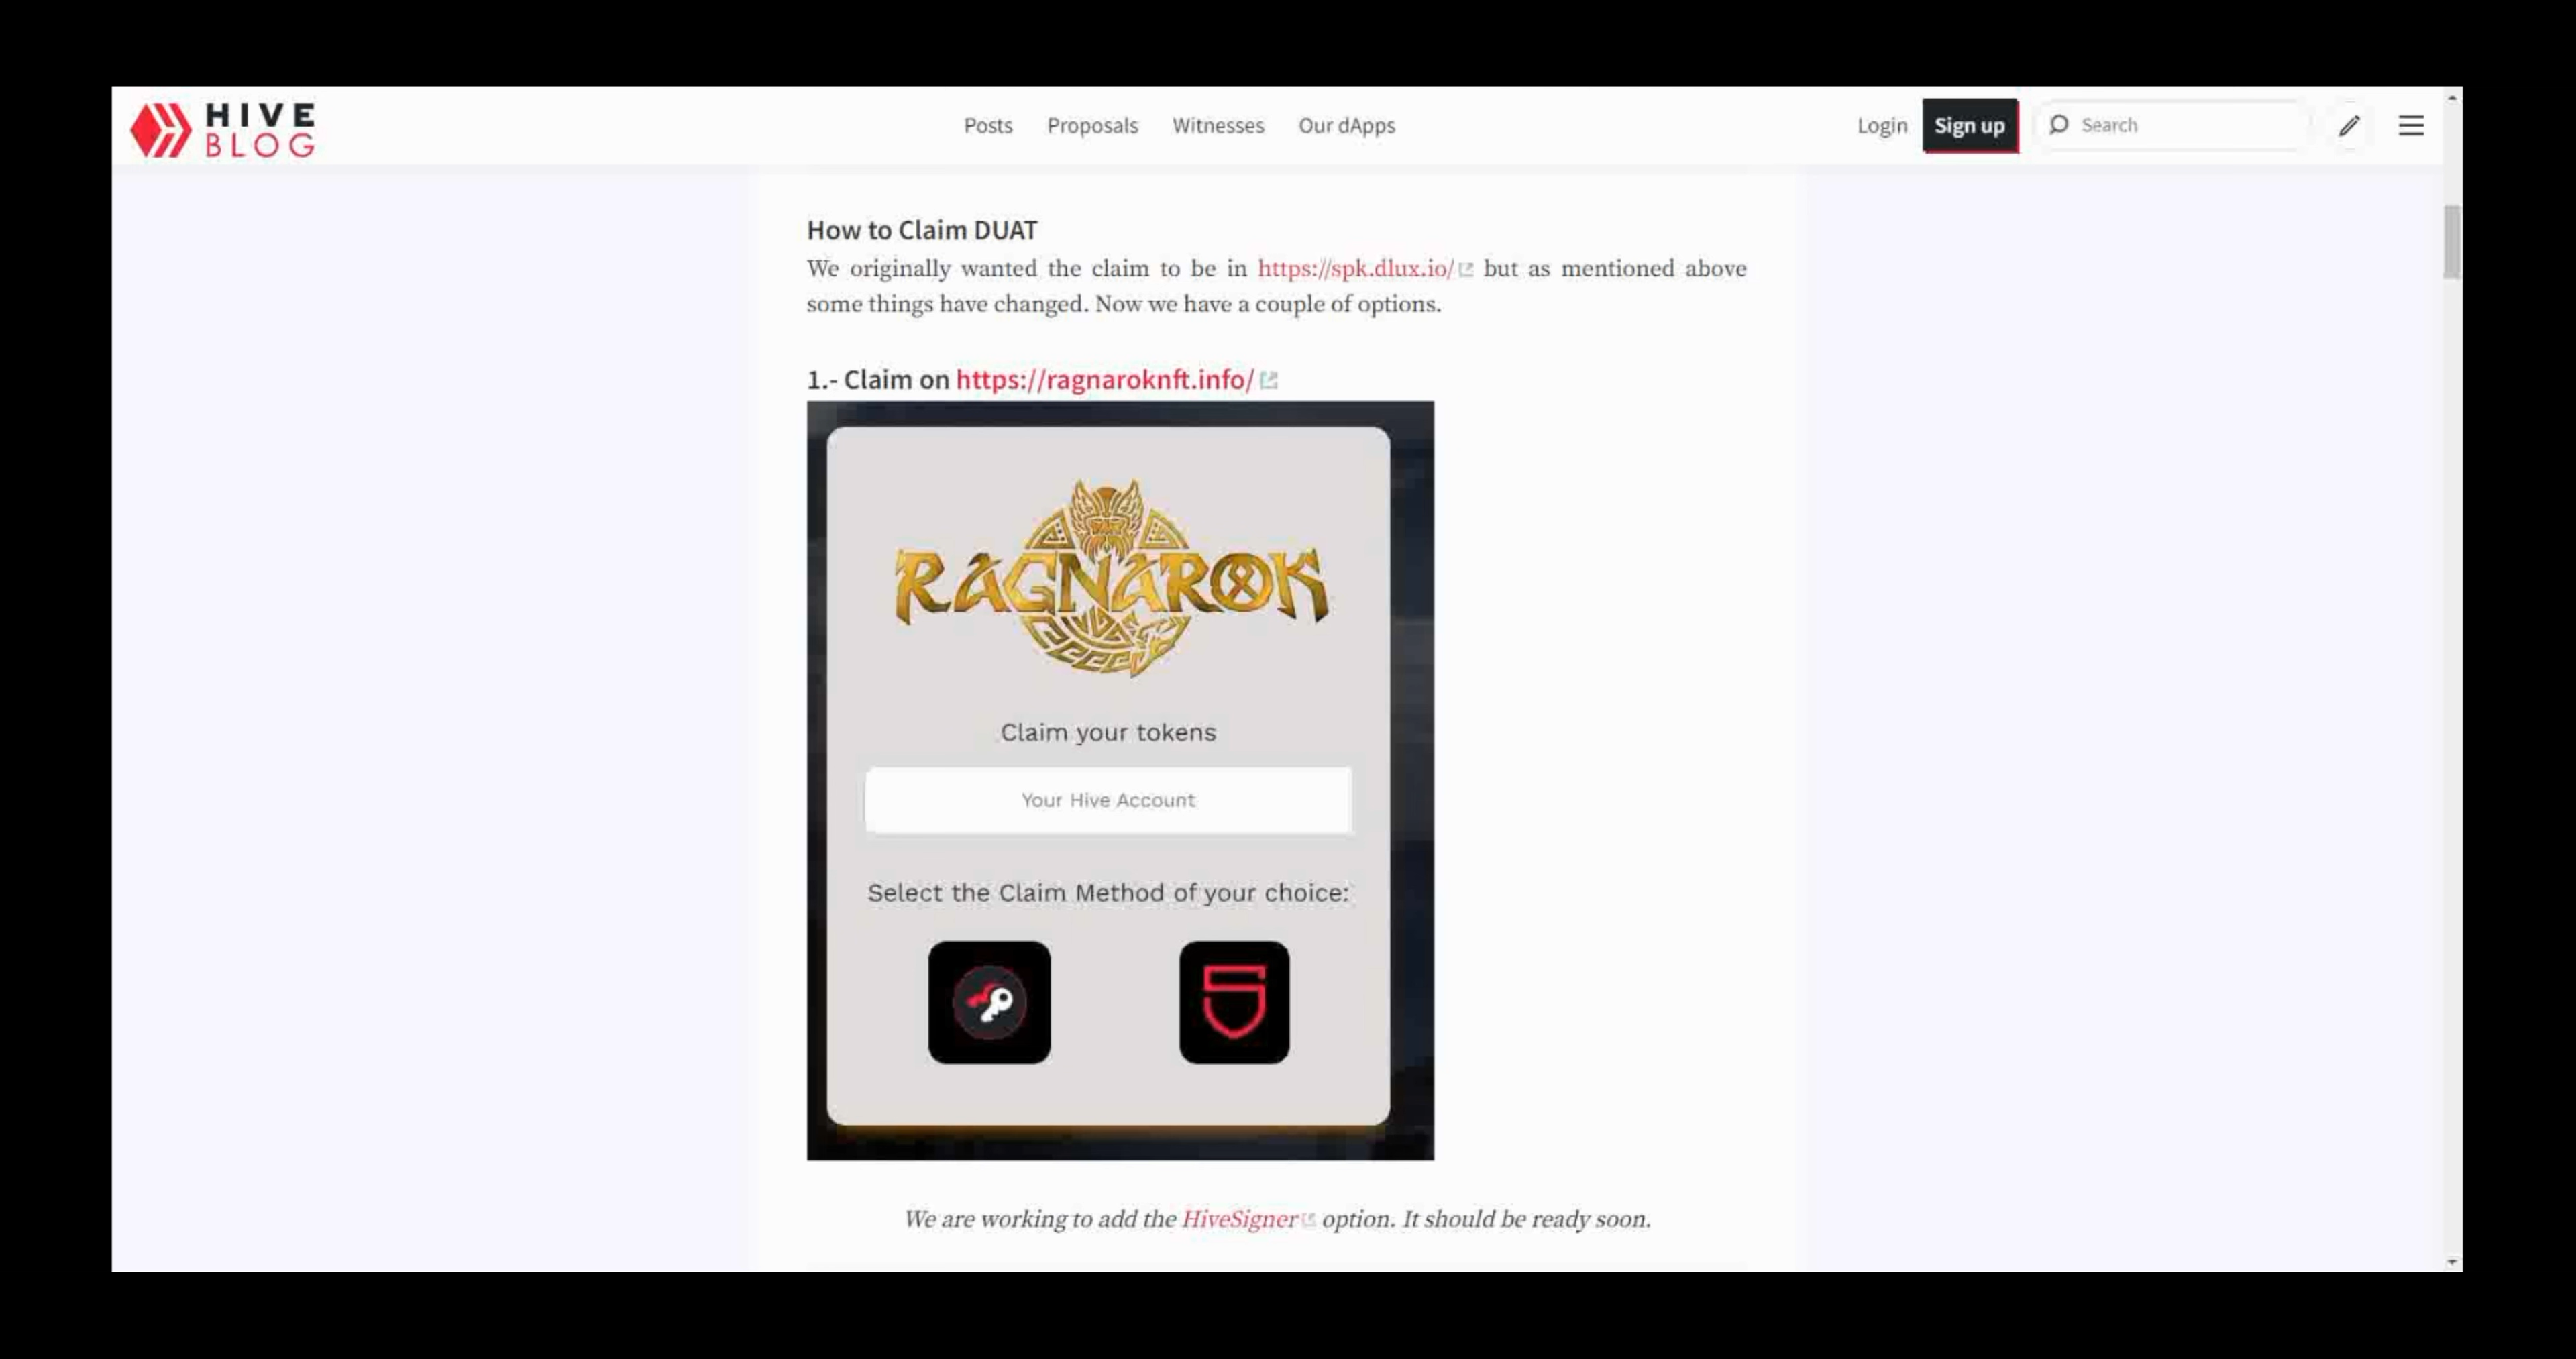 HIVE
BLOG
Posts Proposals Witnesses Our dApps
Login Sign up Search
How to Claim DUAT
We originally wanted the claim to be in https://spk.dlux.io/ but as mentioned above
some things have changed. Now we have a couple of options.
1.- Claim on https://ragnaroknft.info/
RAGNAROK
Claim your tokens
Your Hive Account
Select the Claim Method of your choice:
We are working to add the HiveSigner option. It should be ready soon.